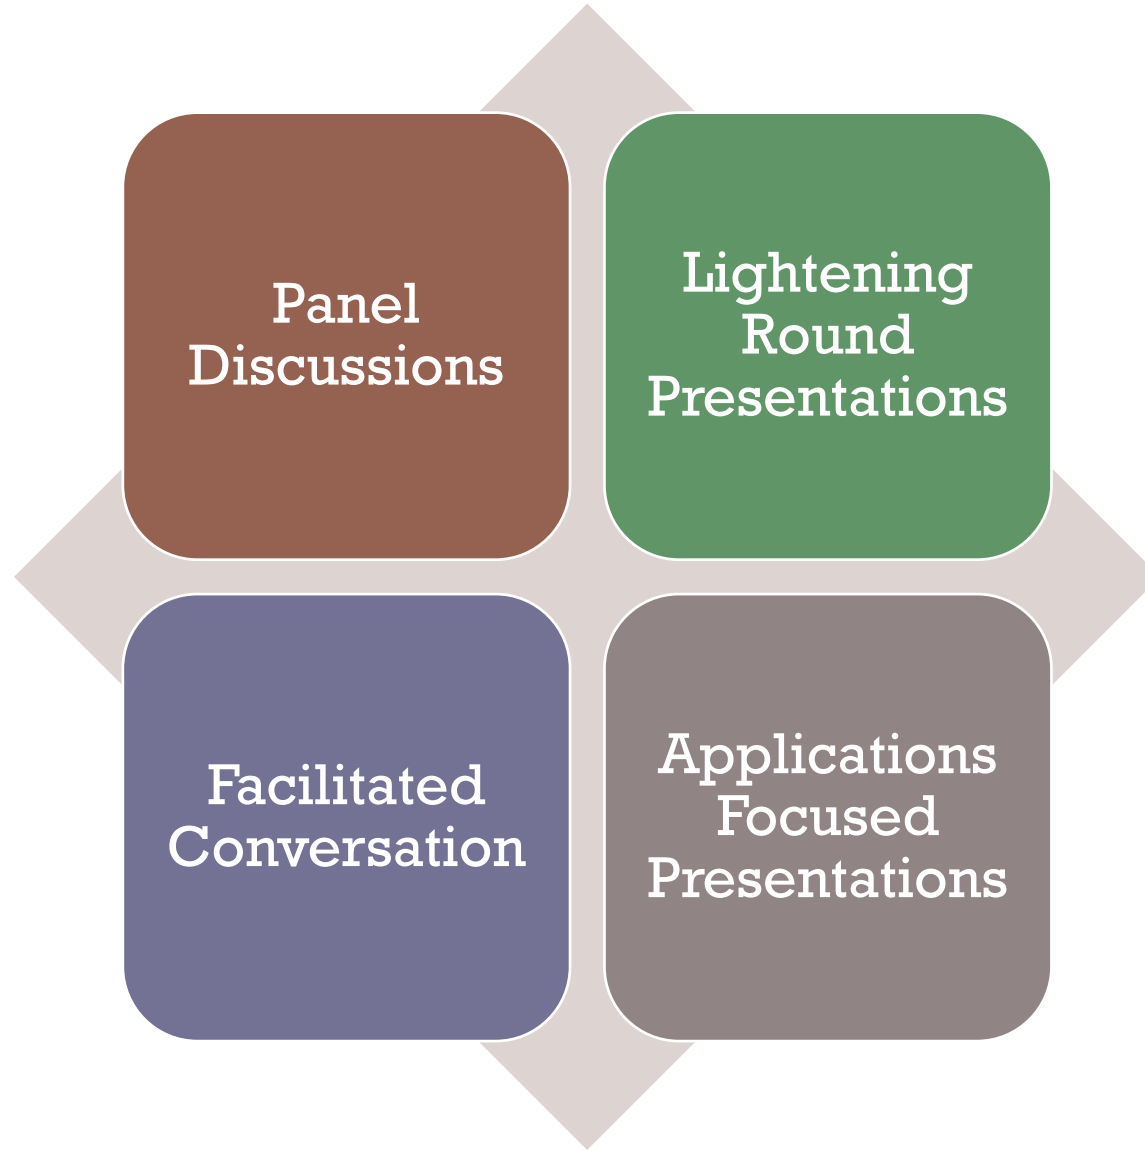 Panel
Discussions
Lightening
Round
Presentations
Facilitated
Conversation
Applications
Focused
Presentations